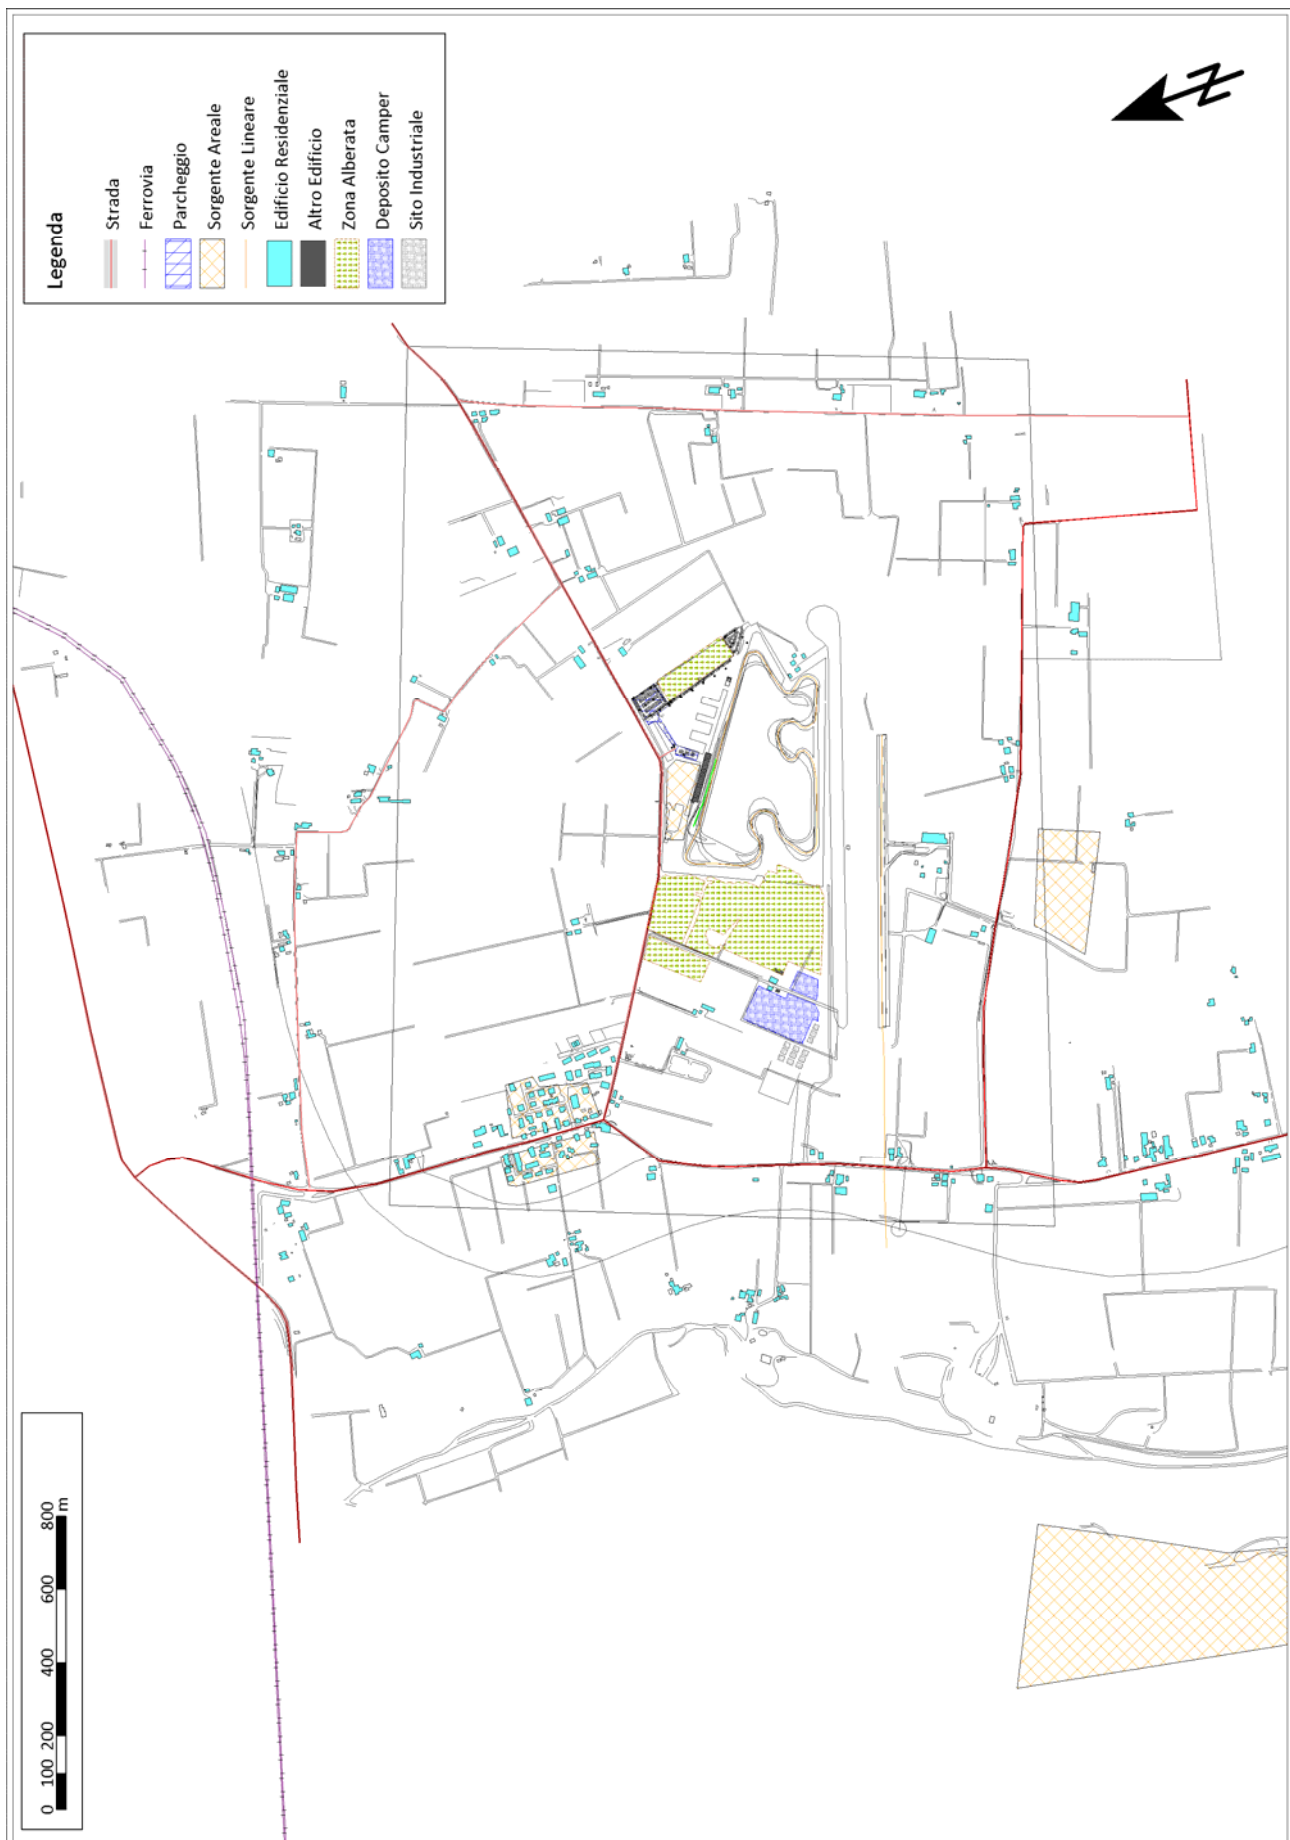 Legenda
Strada
Ferrovia
Parcheggio
Sorgente Areale
Sorgente Lineare
Edificio Residenziale
Altro Edificio
Zona Alberata
Deposito Camper
Sito Industriale
N
0 100 200 400 600 800
m